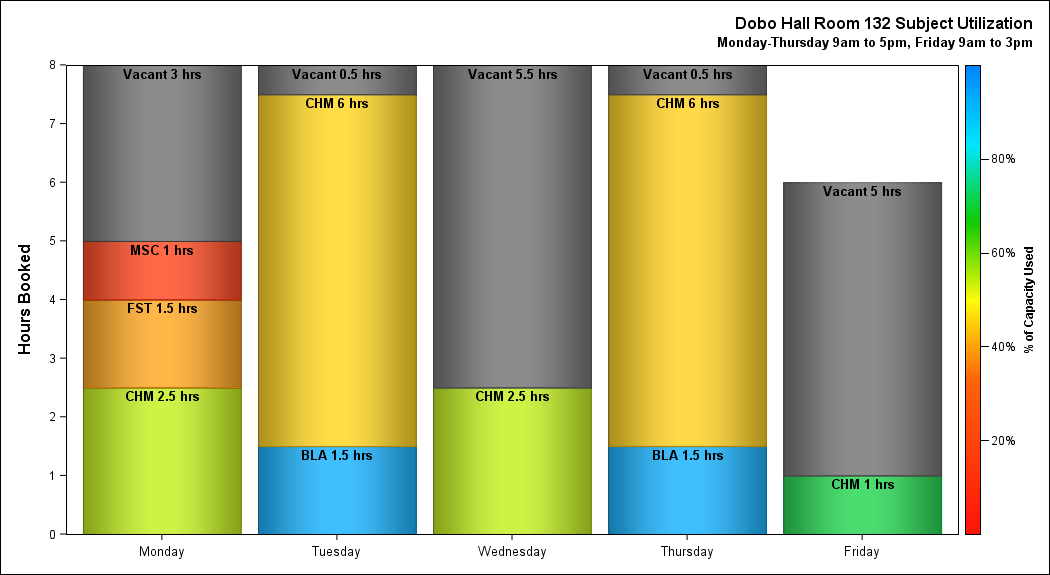 Dobo Hall Room 132 Subject Utilization
Monday-Thursday 9am to 5pm, Friday 9am to 3pm
Hours Booked
8
7
6
5
4
3
2
1
0
Vacant 3 hrs
MSC 1 hrs
FST 1.5 hrs
CHM 2.5 hrs
Vacant 0.5 hrs
CHM 6 hrs
BLA 1.5 hrs
Vacant 5.5 hrs
CHM 2.5 hrs
Vacant 0.5 hrs
CHM 6 hrs
BLA 1.5 hrs
Vacant 5 hrs
CHM 1 hrs
Monday
Tuesday
Wednesday
Thursday
Friday
80%
60%
40%
20%
% of Capacity Used